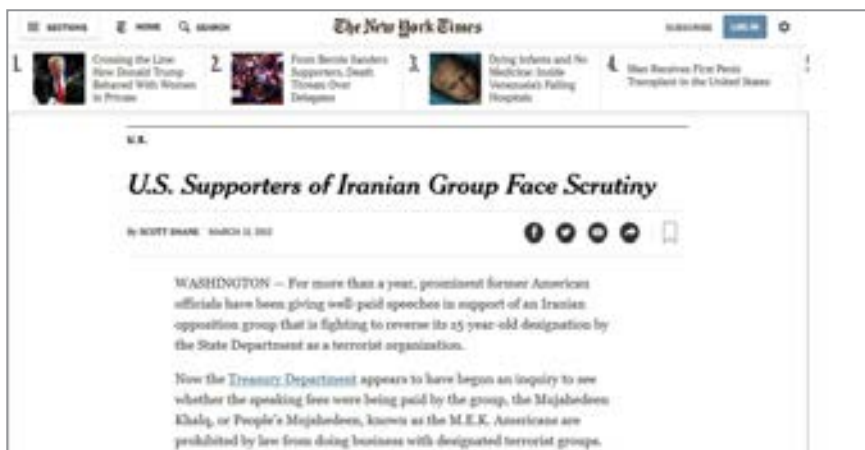 SECTIONS HOME SEARCH The New York Times SUBSCRIBE LOG IN
1 Crossing the Line:
How Donald Trump
Behaved With Women
in Private
2 From Bernie Sanders
Supporters, Death
Threats Over
Delegates
3 Dying Infants and No
Medicine: Inside
Venezuela's Failing
Hospitals
4 Man Receives First Penis
Transplant in the United States
U.S.
U.S. Supporters of Iranian Group Face Scrutiny
By SCOTT SHANE MARCH 13, 2012
WASHINGTON — For more than a year, prominent former American
officials have been giving well-paid speeches in support of an Iranian
opposition group that is fighting to reverse its 15-year-old designation by
the State Department as a terrorist organization.
Now the Treasury Department appears to have begun an inquiry to see
whether the speaking fees were being paid by the group, the Mujahedeen
Khalq, or People's Mujahedeen, known as the M.E.K. Americans are
prohibited by law from doing business with designated terrorist groups.